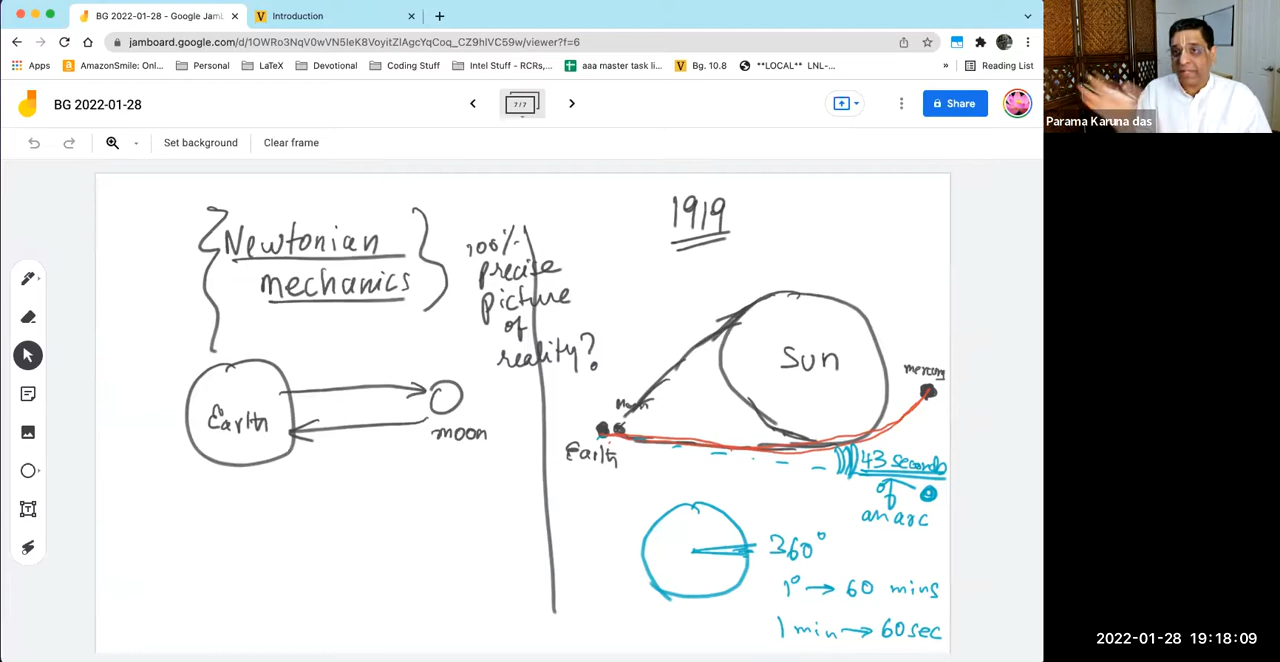 BG 2022-01-28 - Google Jam
Introduction
jamboard.google.com/d/1OWRo3NqV0wVN5leK8VoyitZlAgcYqCoq_CZ9hlVC59w/viewer?f=6
Apps
AmazonSmile: Onl...
Personal
LaTeX
Devotional
Coding Stuff
Intel Stuff - RCRs,...
aaa master task li...
Bg. 10.8
**LOCAL** LNL-...
»
Reading List
BG 2022-01-28
7/7
Share
Set background
Clear frame
Parama Karuna das
Newtonian
mechanics
100%
precise
picture
of
reality?
Earth
moon
1919
Sun
mercury
Moon
Earth
43 seconds
of
an arc
360°
1° → 60 mins
1 min → 60 sec
2022-01-28 19:18:09